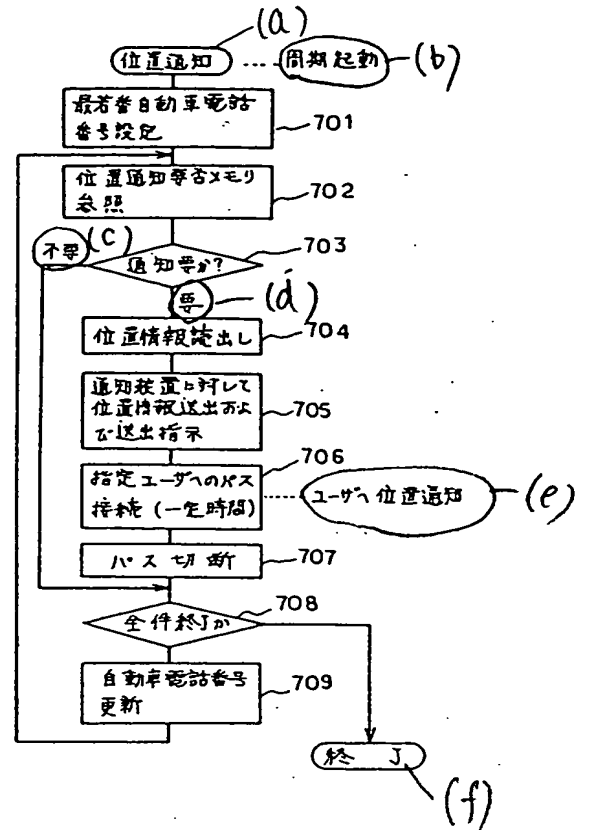 (a)
位置通知
周期起動
(b)
最若番自動車電話
番号設定
701
位置通知要否メモリ
参照
702
不要
(c)
通知要か?
703
要
(d)
位置情報読出し
704
通知装置に対して
位置情報送出およ
び送出指示
705
指定ユーザへのパス
接続(一定時間)
706
ユーザへ位置通知
(e)
パス切断
707
全件終了か
708
自動車電話番号
更新
709
終了
(f)